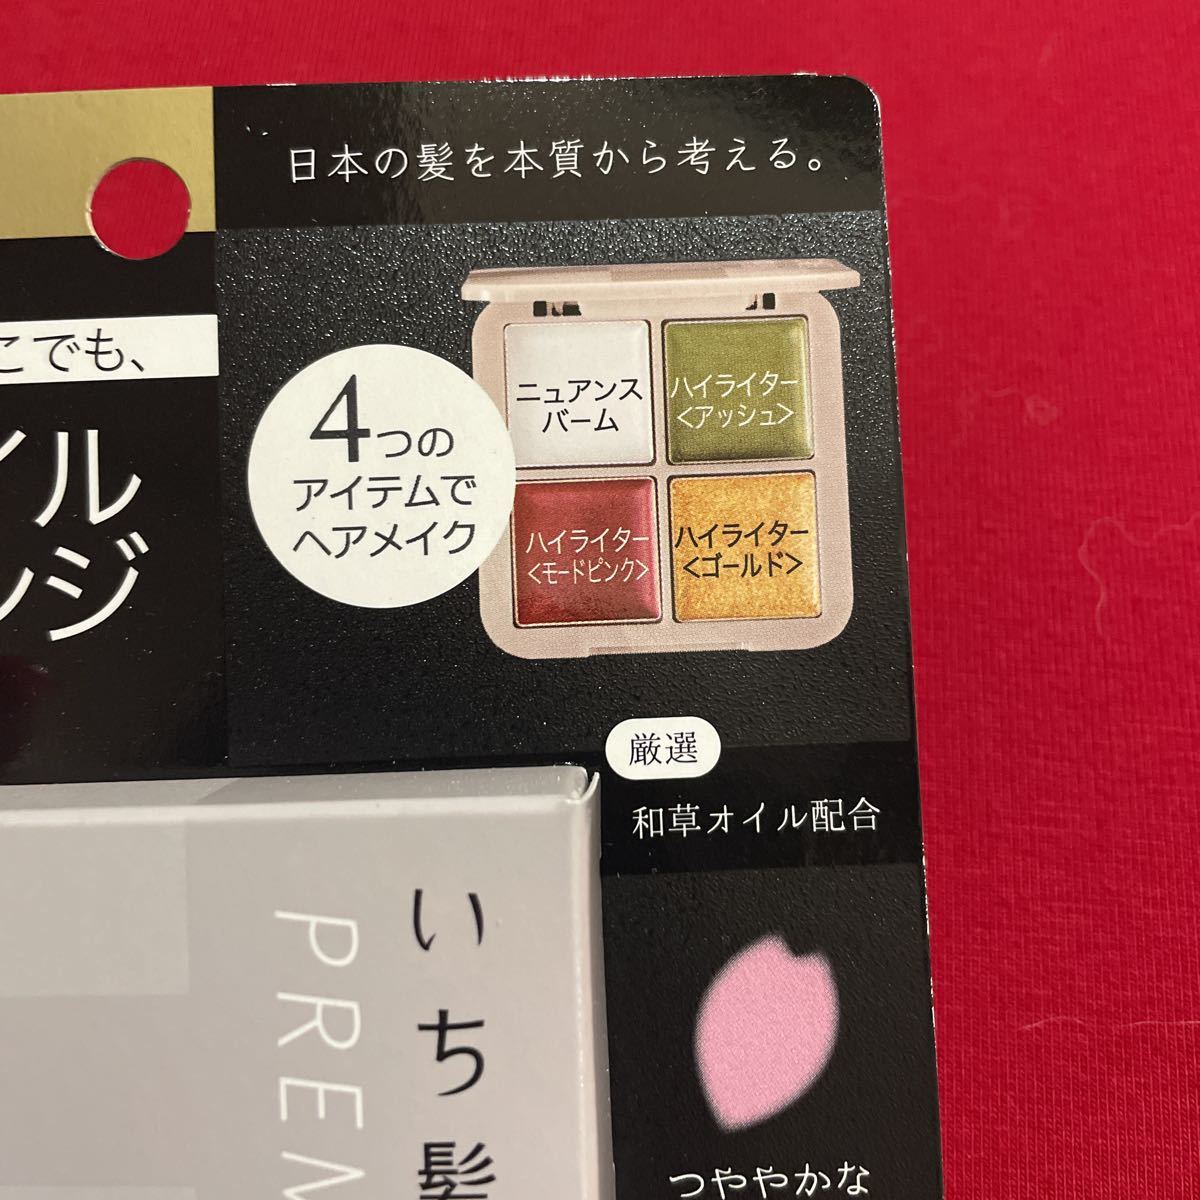 日本の髪を本質から考える。
こでも、
イル
ンジ
4つの
アイテムで
ヘアメイク
ニュアンス
バーム
ハイライター
<アッシュ>
ハイライター
<モードピンク>
ハイライター
<ゴールド>
厳選
和草オイル配合
いち髪
PREM
つややかな